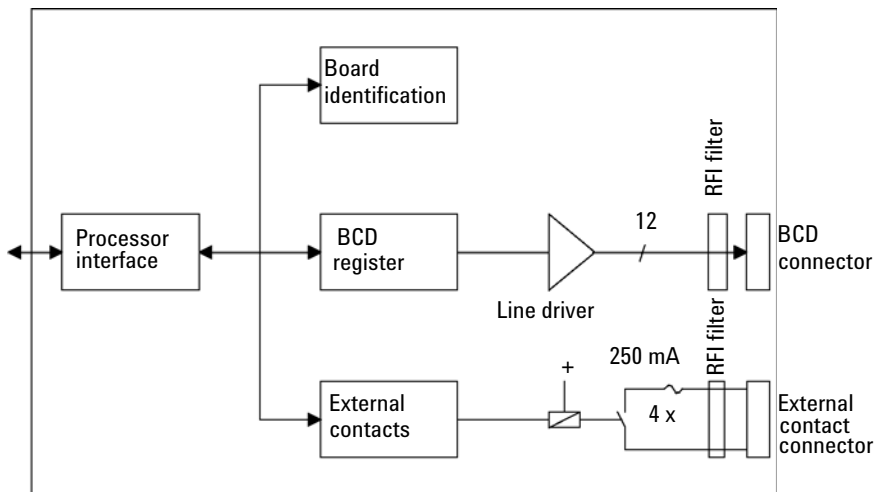 Board
identification
RFI filter
Processor
interface
BCD
register
Line driver
12
BCD
connector
RFI filter
External
contacts
+
250 mA
4 x
External
contact
connector